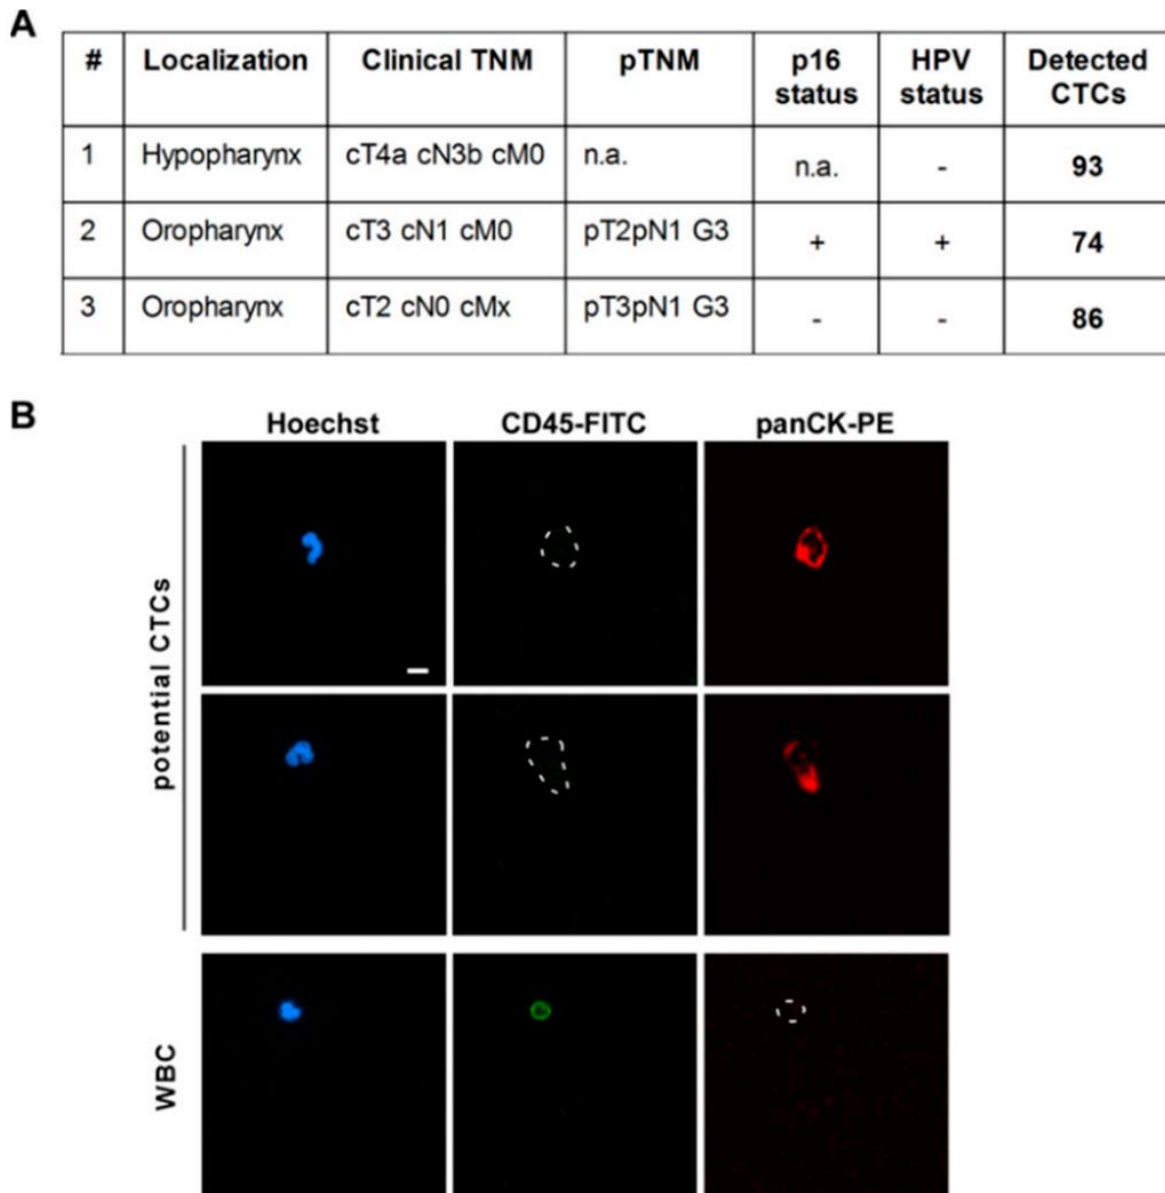 A
# Localization Clinical TNM pTNM p16 status HPV status Detected CTCs
1 Hypopharynx cT4a cN3b cM0 n.a. n.a. - 93
2 Oropharynx cT3 cN1 cM0 pT2pN1 G3 + + 74
3 Oropharynx cT2 cN0 cMx pT3pN1 G3 - - 86
B
Hoechst CD45-FITC panCK-PE
potential CTCs
WBC